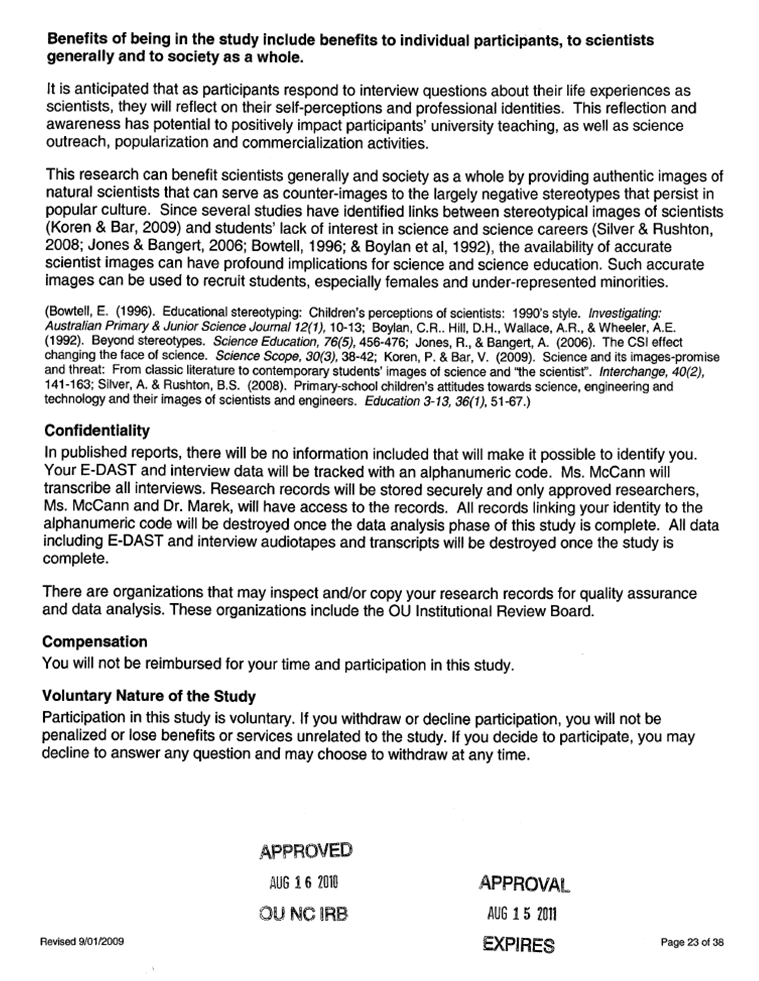 Benefits of being in the study include benefits to individual participants, to scientists
generally and to society as a whole.
It is anticipated that as participants respond to interview questions about their life experiences as
scientists, they will reflect on their self-perceptions and professional identities.  This reflection and
awareness has potential to positively impact participants' university teaching, as well as science
outreach, popularization and commercialization activities.
This research can benefit scientists generally and society as a whole by providing authentic images of
natural scientists that can serve as counter-images to the largely negative stereotypes that persist in
popular culture.  Since several studies have identified links between stereotypical images of scientists
(Koren & Bar, 2009) and students' lack of interest in science and science careers (Silver & Rushton,
2008; Jones & Bangert, 2006; Bowtell, 1996; & Boylan et al, 1992), the availability of accurate
scientist images can have profound implications for science and science education. Such accurate
images can be used to recruit students, especially females and under-represented minorities.
(Bowtell, E.  (1996).  Educational stereotyping:  Children's perceptions of scientists:  1990's style.  Investigating:
Australian Primary & Junior Science Journal 12(1), 10-13;  Boylan, C.R.. Hill, D.H., Wallace, A.R., & Wheeler, A.E.
(1992).  Beyond stereotypes.  Science Education, 76(5), 456-476;  Jones, R., & Bangert, A.  (2006).  The CSI effect
changing the face of science.  Science Scope, 30(3), 38-42;  Koren, P. & Bar, V.  (2009).  Science and its images-promise
and threat:  From classic literature to contemporary students' images of science and "the scientist".  Interchange, 40(2),
141-163; Silver, A. & Rushton, B.S.  (2008).  Primary-school children's attitudes towards science, engineering and
technology and their images of scientists and engineers.  Education 3-13, 36(1), 51-67.)
Confidentiality
In published reports, there will be no information included that will make it possible to identify you.
Your E-DAST and interview data will be tracked with an alphanumeric code.  Ms. McCann will
transcribe all interviews. Research records will be stored securely and only approved researchers,
Ms. McCann and Dr. Marek, will have access to the records.  All records linking your identity to the
alphanumeric code will be destroyed once the data analysis phase of this study is complete.  All data
including E-DAST and interview audiotapes and transcripts will be destroyed once the study is
complete.
There are organizations that may inspect and/or copy your research records for quality assurance
and data analysis. These organizations include the OU Institutional Review Board.
Compensation
You will not be reimbursed for your time and participation in this study.
Voluntary Nature of the Study
Participation in this study is voluntary. If you withdraw or decline participation, you will not be
penalized or lose benefits or services unrelated to the study. If you decide to participate, you may
decline to answer any question and may choose to withdraw at any time.
APPROVED
AUG 16 2010
OU NC IRB
APPROVAL
AUG 15 2011
EXPIRES
Revised 9/01/2009
Page 23 of 38